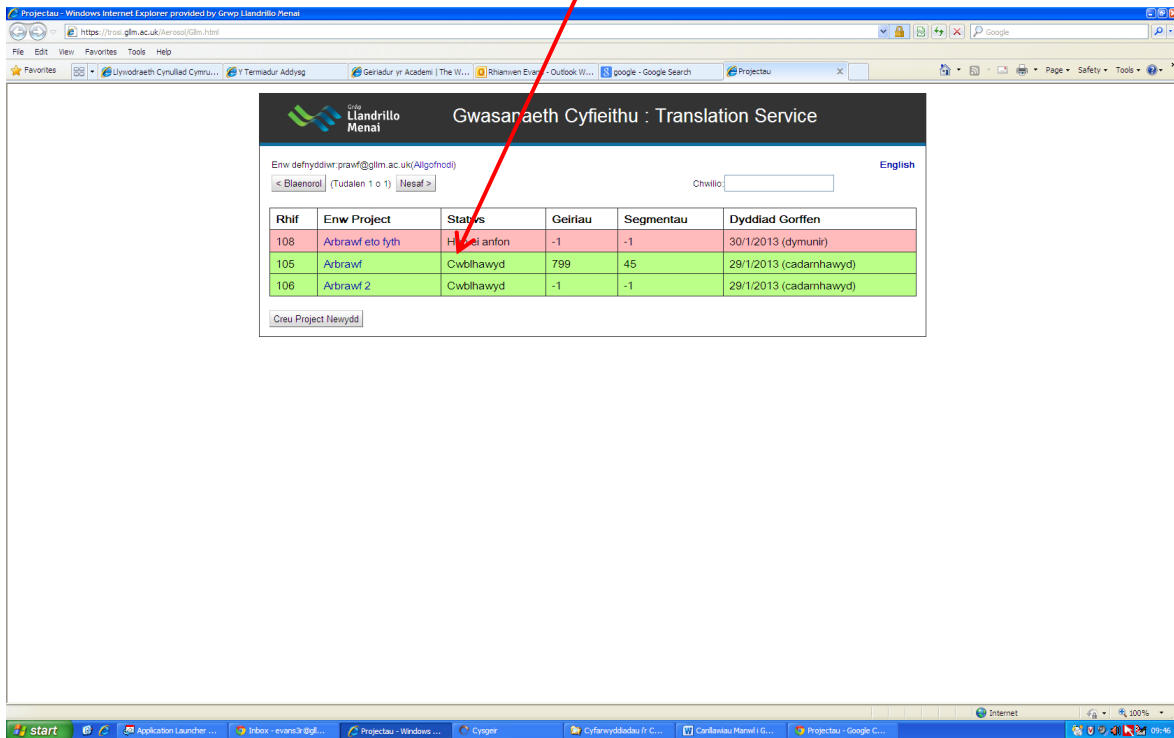 Projectau - Windows Internet Explorer provided by Grwp Llandrillo Menai
https://trosi.gllm.ac.uk/Aerosol/Gllm.html
Google
File Edit View Favorites Tools Help
Favorites
Llywodraeth Cynulliad Cymru... Y Termiadur Addysg Geiriadur yr Academi | The W... Rhianwen Evans - Outlook W... google - Google Search Projectau
Page Safety Tools
Grŵp
Llandrillo
Menai
Gwasanaeth Cyfieithu : Translation Service
Enw defnyddiwr:prawf@gllm.ac.uk(Allgofnodi) English
< Blaenorol (Tudalen 1 o 1) Nesaf > Chwilio:
Rhif Enw Project Statws Geiriau Segmentau Dyddiad Gorffen
108 Arbrawf eto fyth ei anfon -1 -1 30/1/2013 (dymunir)
105 Arbrawf Cwblhawyd 799 45 29/1/2013 (cadarnhawyd)
106 Arbrawf 2 Cwblhawyd -1 -1 29/1/2013 (cadarnhawyd)
Creu Project Newydd
Internet 100%
start Application Launcher ... Inbox - evans3r@gll... Projectau - Windows ... Cysgeir Cyfarwyddiadau i'r C... Canllawiau Manwl i G... Projectau - Google C... 09:46